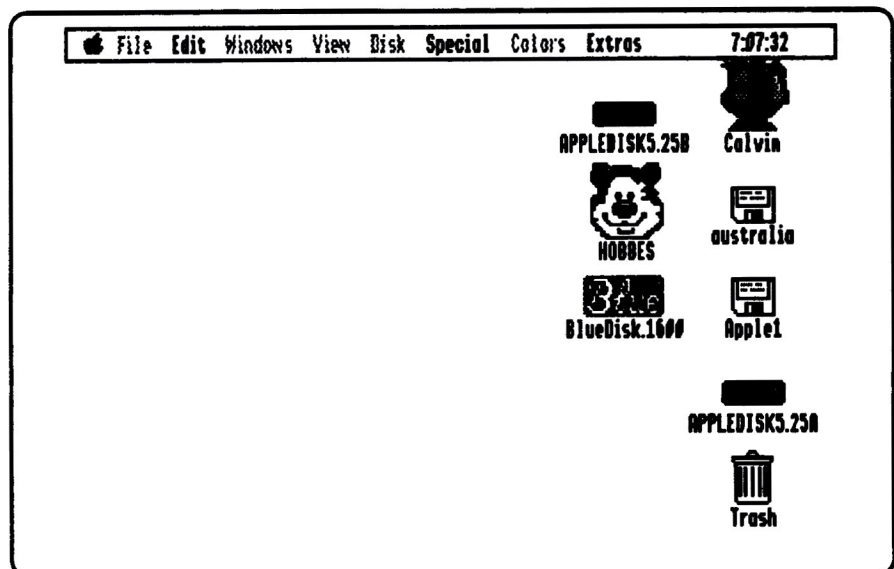 File Edit Windows View Disk Special Colors Extras 7:07:32
APPLEDISK5.25B Calvin
HOBBES australia
BlueDisk.1600 Apple1
APPLEDISK5.25A
Trash